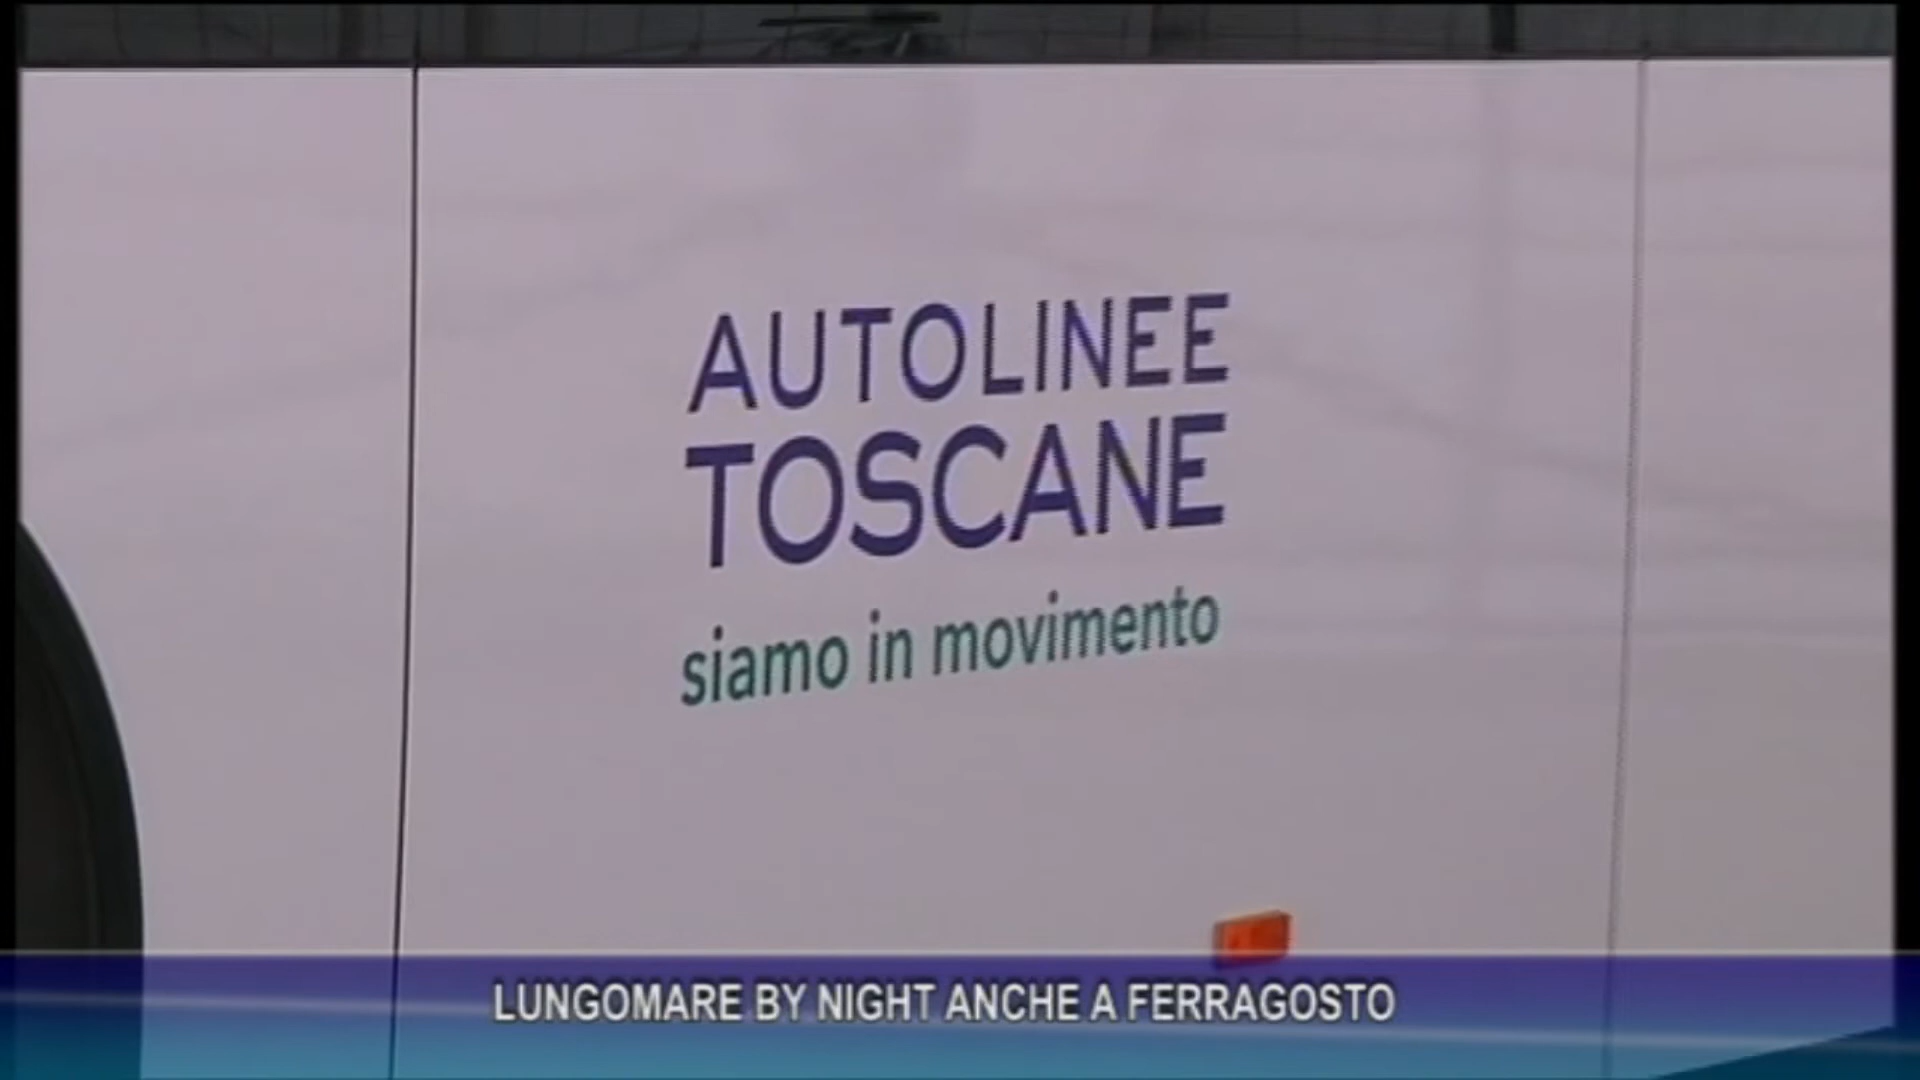 AUTOLINEE
TOSCANE
siamo in movimento
LUNGOMARE BY NIGHT ANCHE A FERRAGOSTO